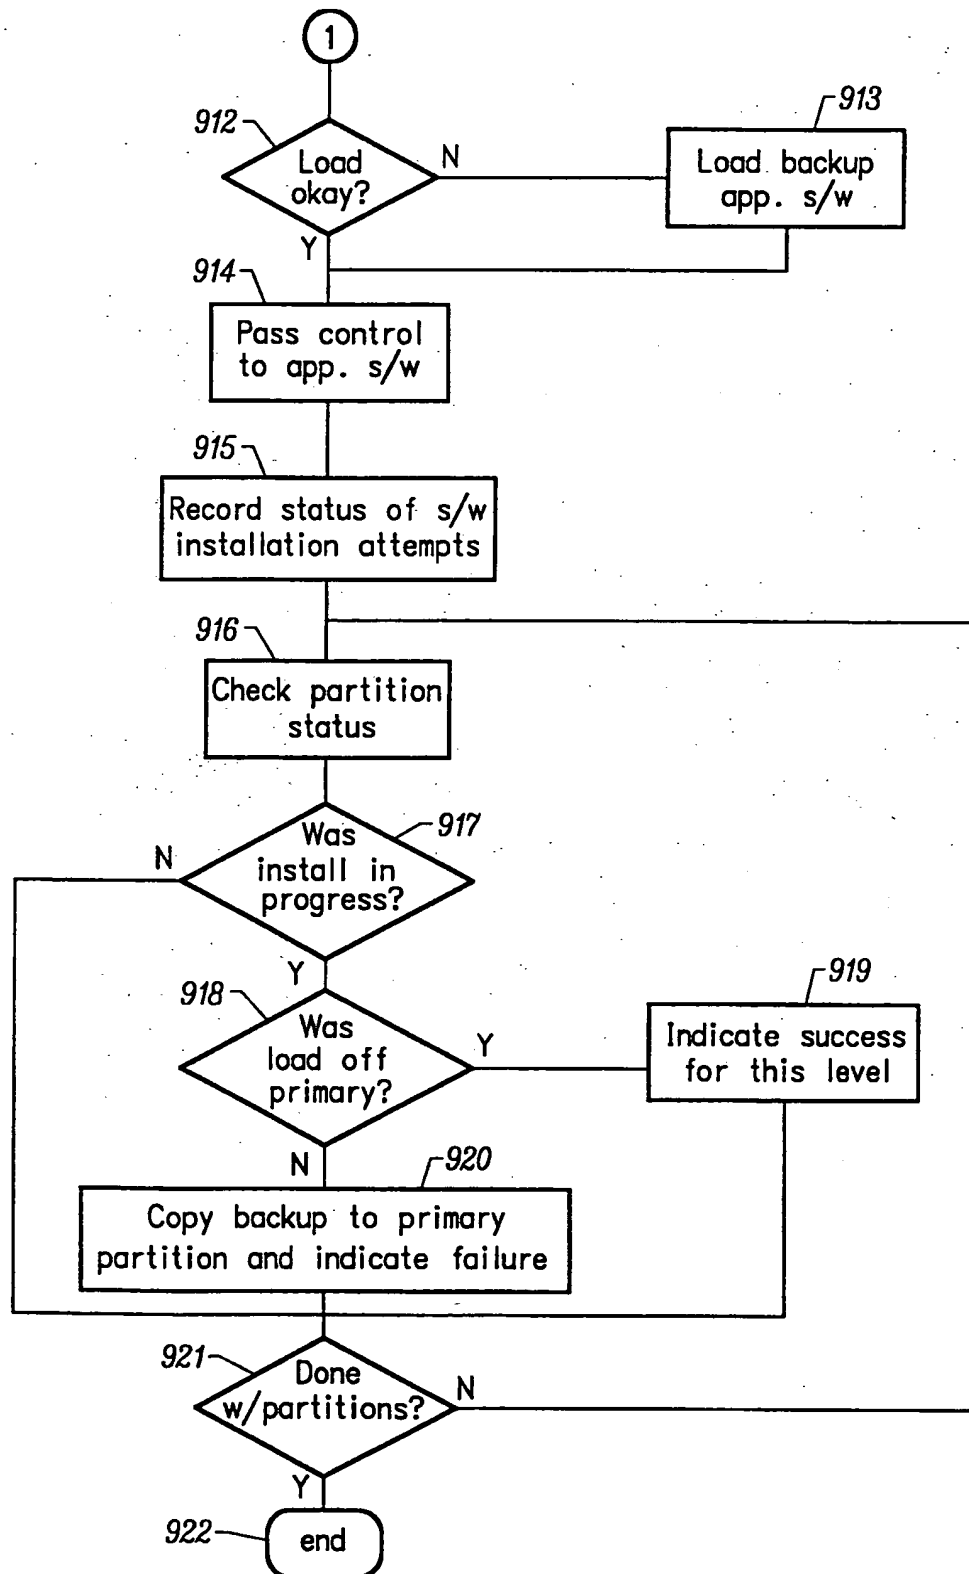 1
912
Load
okay?
N
Y
913
Load backup
app. s/w
914
Pass control
to app. s/w
915
Record status of s/w
installation attempts
916
Check partition
status
917
Was
install in
progress?
N
Y
918
Was
load off
primary?
Y
N
919
Indicate success
for this level
920
Copy backup to primary
partition and indicate failure
921
Done
w/partitions?
N
Y
922
end